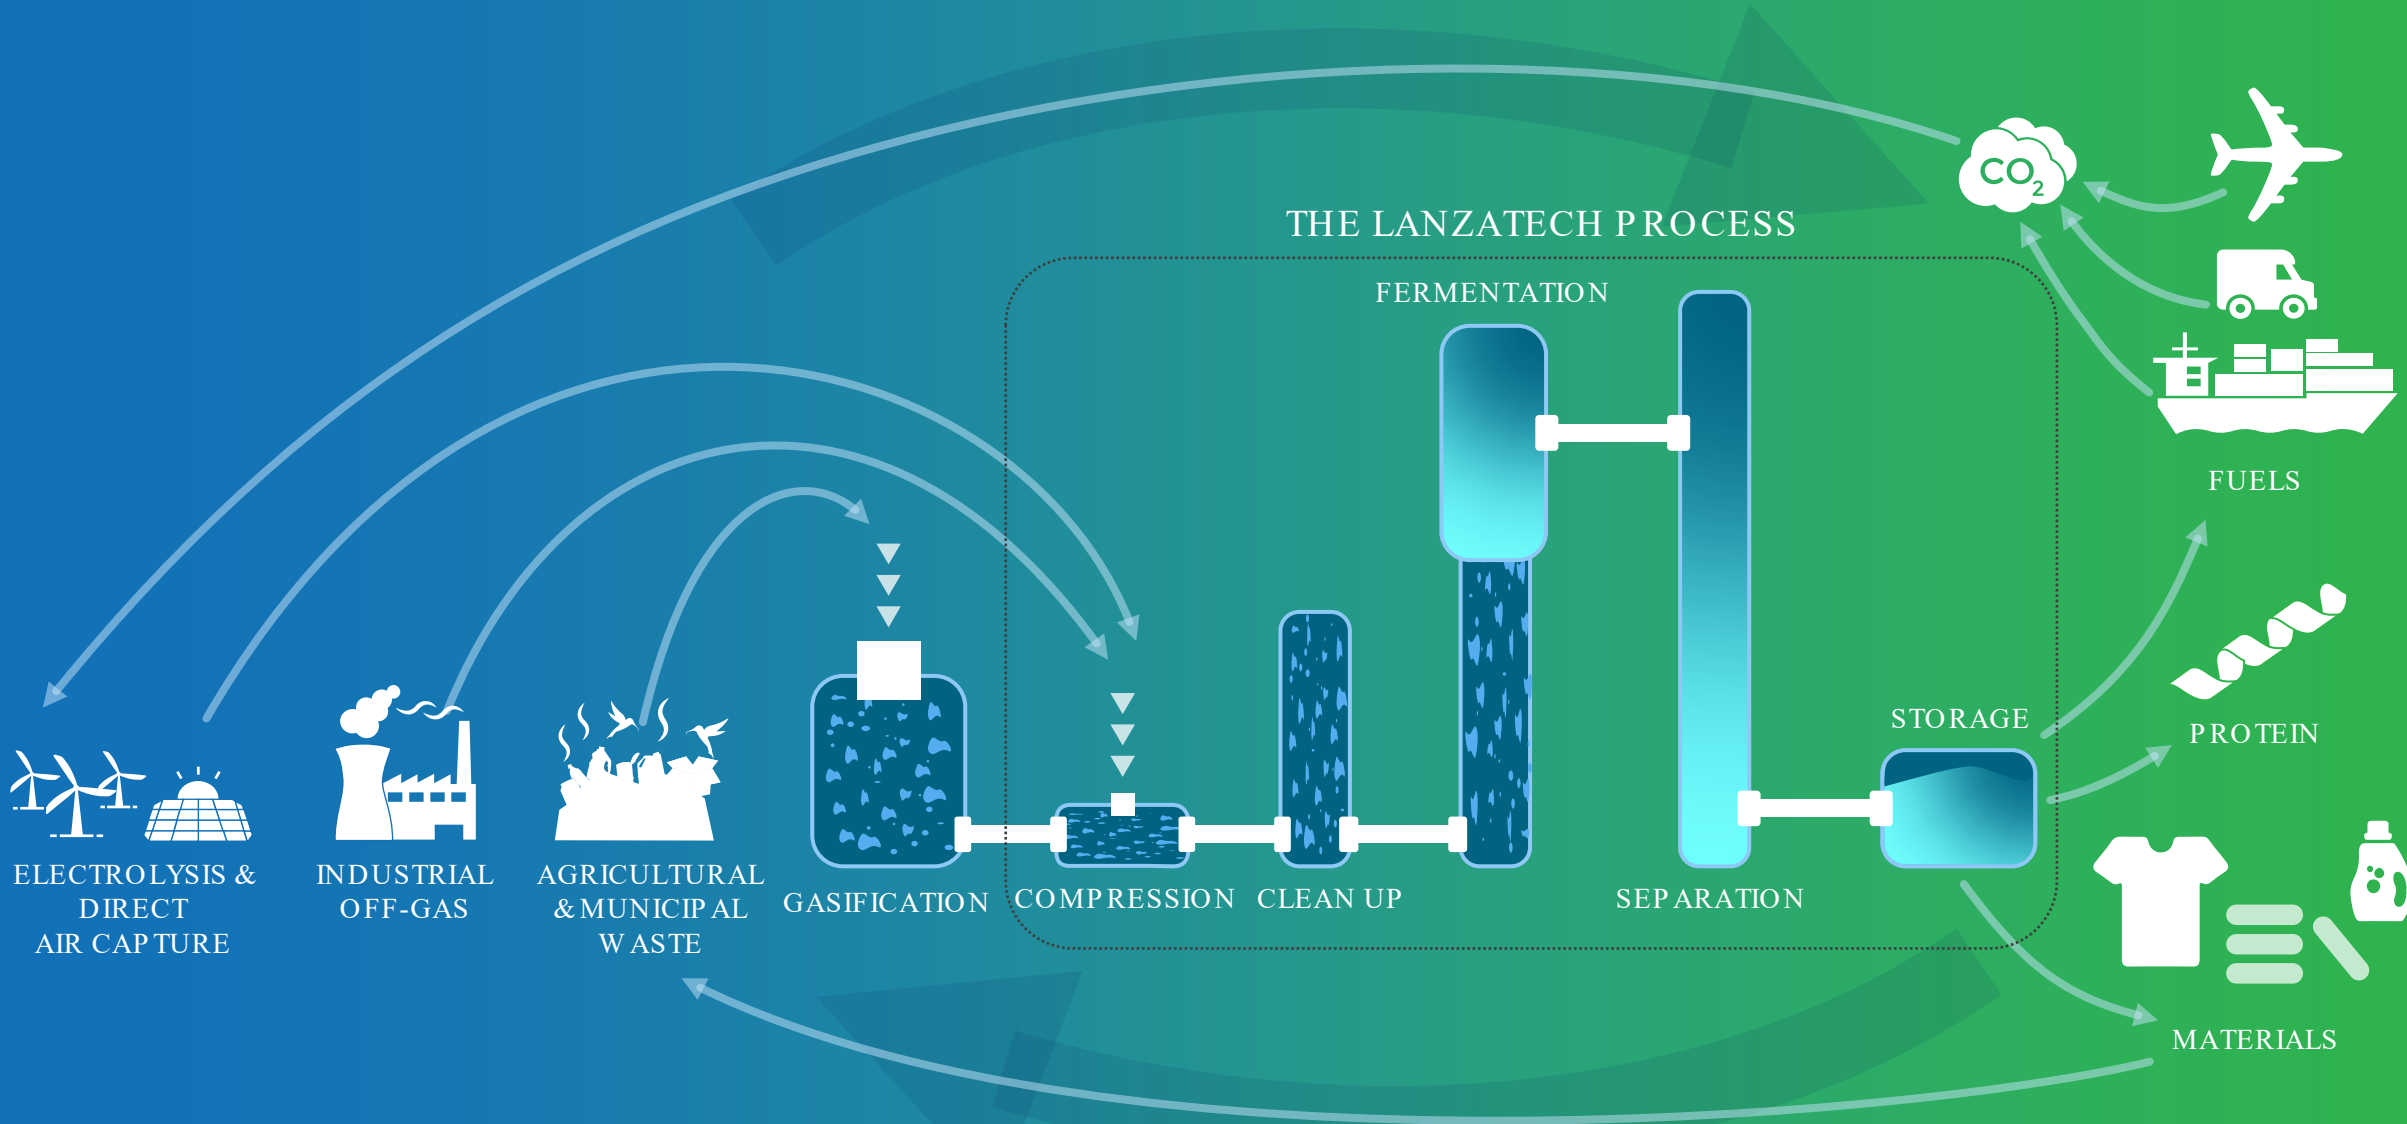 THE LANZATECH PROCESS
FERMENTATION
CO2
FUELS
PROTEIN
STORAGE
ELECTROLYSIS &
DIRECT
AIR CAPTURE
INDUSTRIAL
OFF-GAS
AGRICULTURAL
& MUNICIPAL
WASTE
GASIFICATION
COMPRESSION
CLEAN UP
SEPARATION
MATERIALS